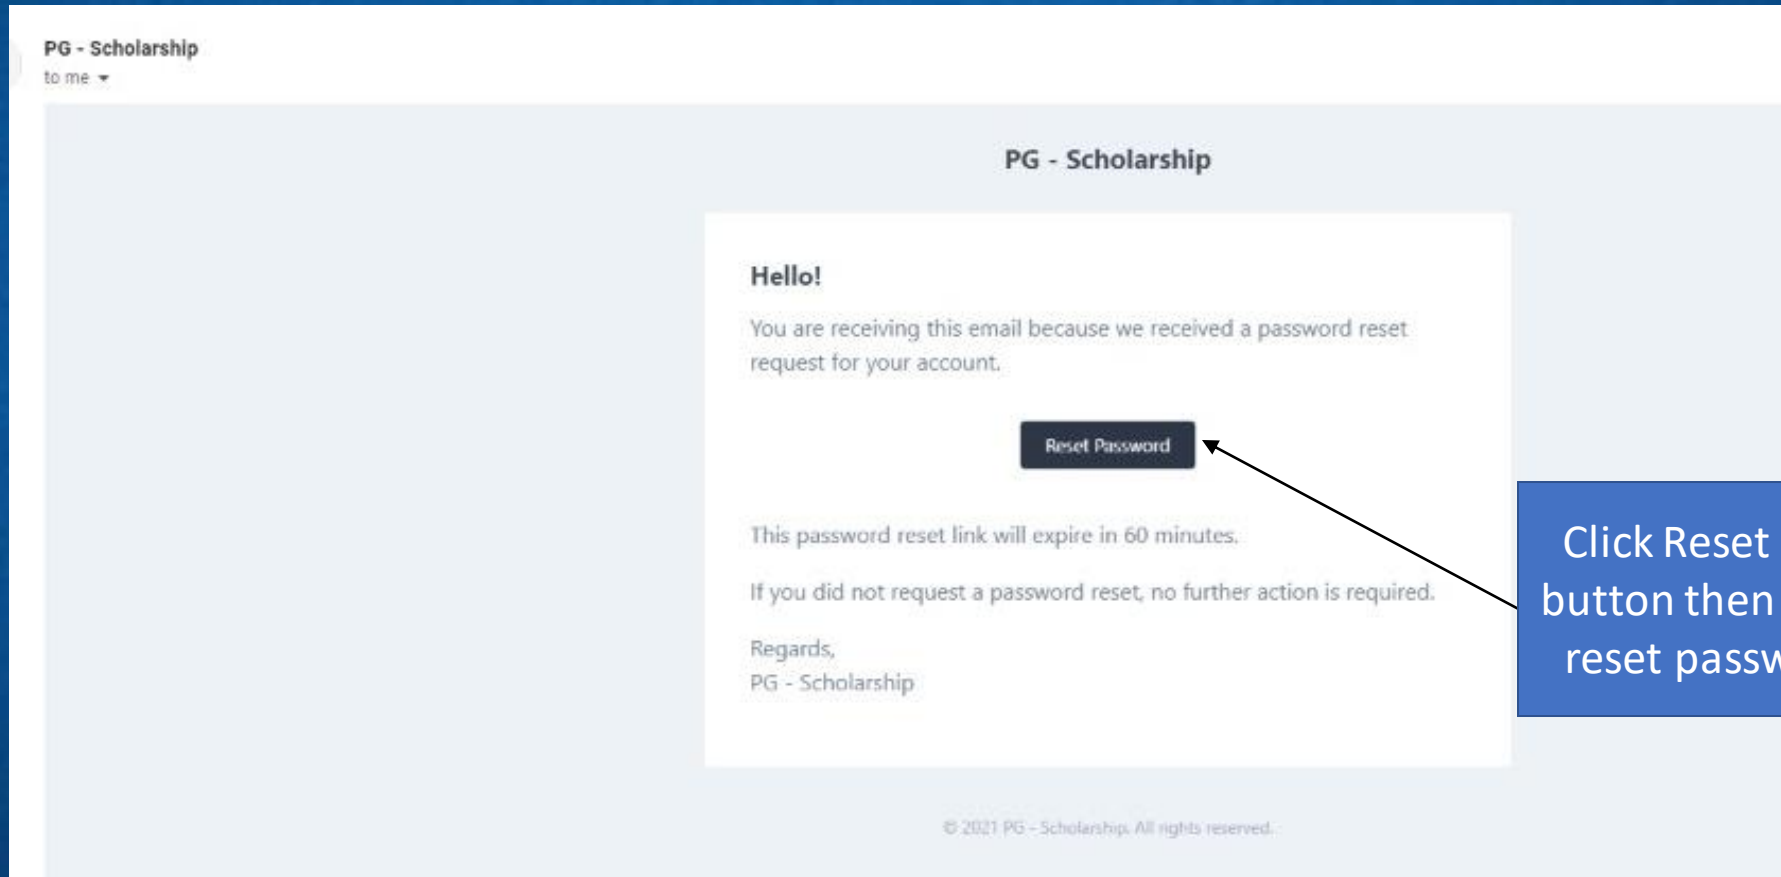 PG - Scholarship
to me
PG - Scholarship
Hello!
You are receiving this email because we received a password reset
request for your account.
Reset Password
This password reset link will expire in 60 minutes.
If you did not request a password reset, no further action is required.
Regards,
PG - Scholarship
Click Reset
button then
reset passw
© 2021 PG - Scholarship. All rights reserved.